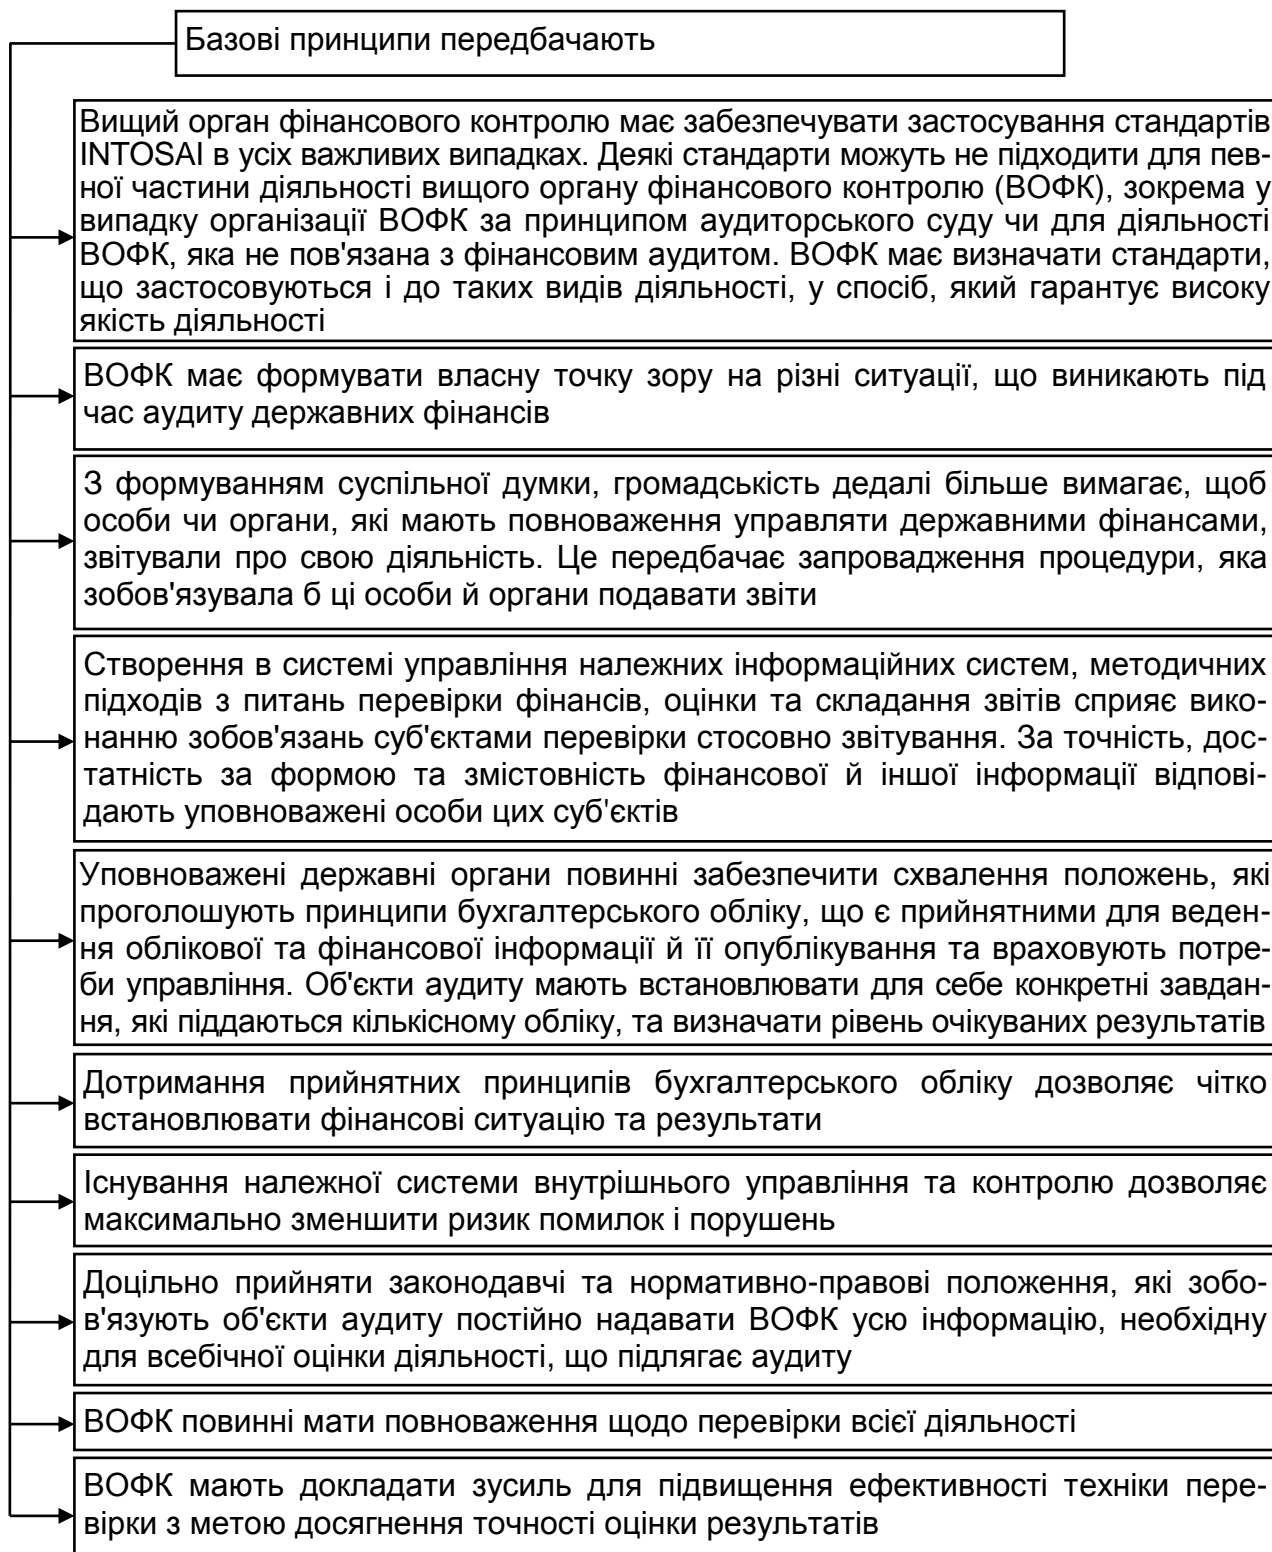 Базові принципи передбачають
Вищий орган фінансового контролю має забезпечувати застосування стандартів
INTOSAI в усіх важливих випадках. Деякі стандарти можуть не підходити для пев-
ної частини діяльності вищого органу фінансового контролю (ВОФК), зокрема у
випадку організації ВОФК за принципом аудиторського суду чи для діяльності
ВОФК, яка не пов'язана з фінансовим аудитом. ВОФК має визначати стандарти,
що застосовуються і до таких видів діяльності, у спосіб, який гарантує високу
якість діяльності
ВОФК має формувати власну точку зору на різні ситуації, що виникають під
час аудиту державних фінансів
З формуванням суспільної думки, громадськість дедалі більше вимагає, щоб
особи чи органи, які мають повноваження управляти державними фінансами,
звітували про свою діяльність. Це передбачає запровадження процедури, яка
зобов'язувала б ці особи й органи подавати звіти
Створення в системі управління належних інформаційних систем, методичних
підходів з питань перевірки фінансів, оцінки та складання звітів сприяє вико-
нанню зобов'язань суб'єктами перевірки стосовно звітування. За точність, дос-
татність за формою та змістовність фінансової й іншої інформації відпові-
дають уповноважені особи цих суб'єктів
Уповноважені державні органи повинні забезпечити схвалення положень, які
проголошують принципи бухгалтерського обліку, що є прийнятними для веден-
ня облікової та фінансової інформації й її опублікування та враховують потре-
би управління. Об'єкти аудиту мають встановлювати для себе конкретні завдан-
ня, які піддаються кількісному обліку, та визначати рівень очікуваних результатів
Дотримання прийнятних принципів бухгалтерського обліку дозволяє чітко
встановлювати фінансові ситуацію та результати
Існування належної системи внутрішнього управління та контролю дозволяє
максимально зменшити ризик помилок і порушень
Доцільно прийняти законодавчі та нормативно-правові положення, які зобо-
в'язують об'єкти аудиту постійно надавати ВОФК усю інформацію, необхідну
для всебічної оцінки діяльності, що підлягає аудиту
ВОФК повинні мати повноваження щодо перевірки всієї діяльності
ВОФК мають докладати зусиль для підвищення ефективності техніки пере-
вірки з метою досягнення точності оцінки результатів